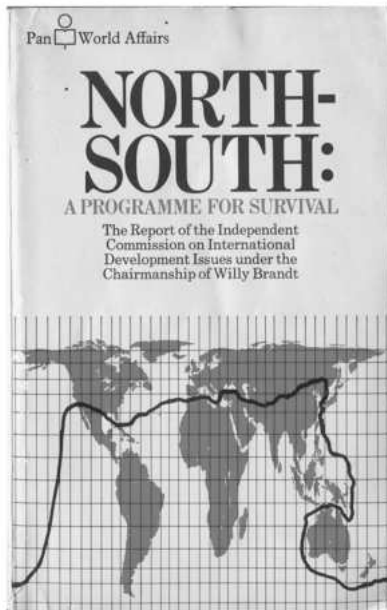 Pan World Affairs
NORTH-
SOUTH:
A PROGRAMME FOR SURVIVAL
The Report of the Independent
Commission on International
Development Issues under the
Chairmanship of Willy Brandt